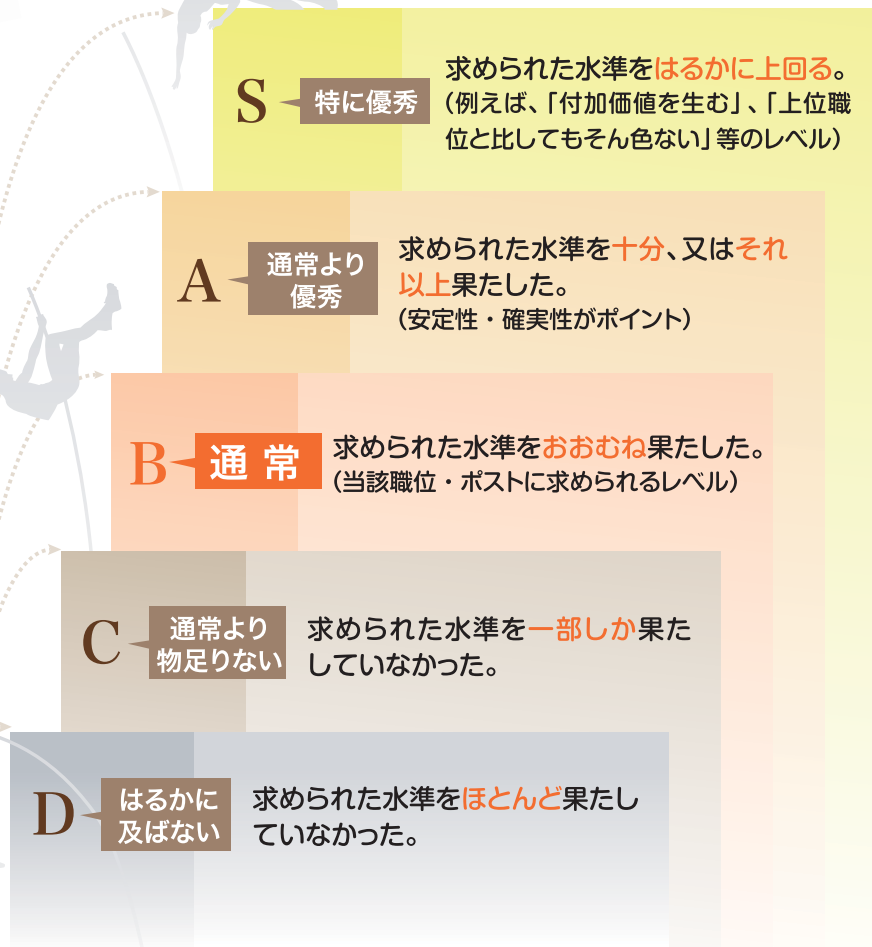 S
特に優秀
求められた水準をはるかに上回る。
（例えば、「付加価値を生む」、「上位職
位と比してもそん色ない」等のレベル）
A
通常より
優秀
求められた水準を十分、又はそれ
以上果たした。
（安定性・確実性がポイント）
B
通常
求められた水準をおおむね果たした。
（当該職位・ポストに求められるレベル）
C
通常より
物足りない
求められた水準を一部しか果た
していなかった。
D
はるかに
及ばない
求められた水準をほとんど果たし
ていなかった。